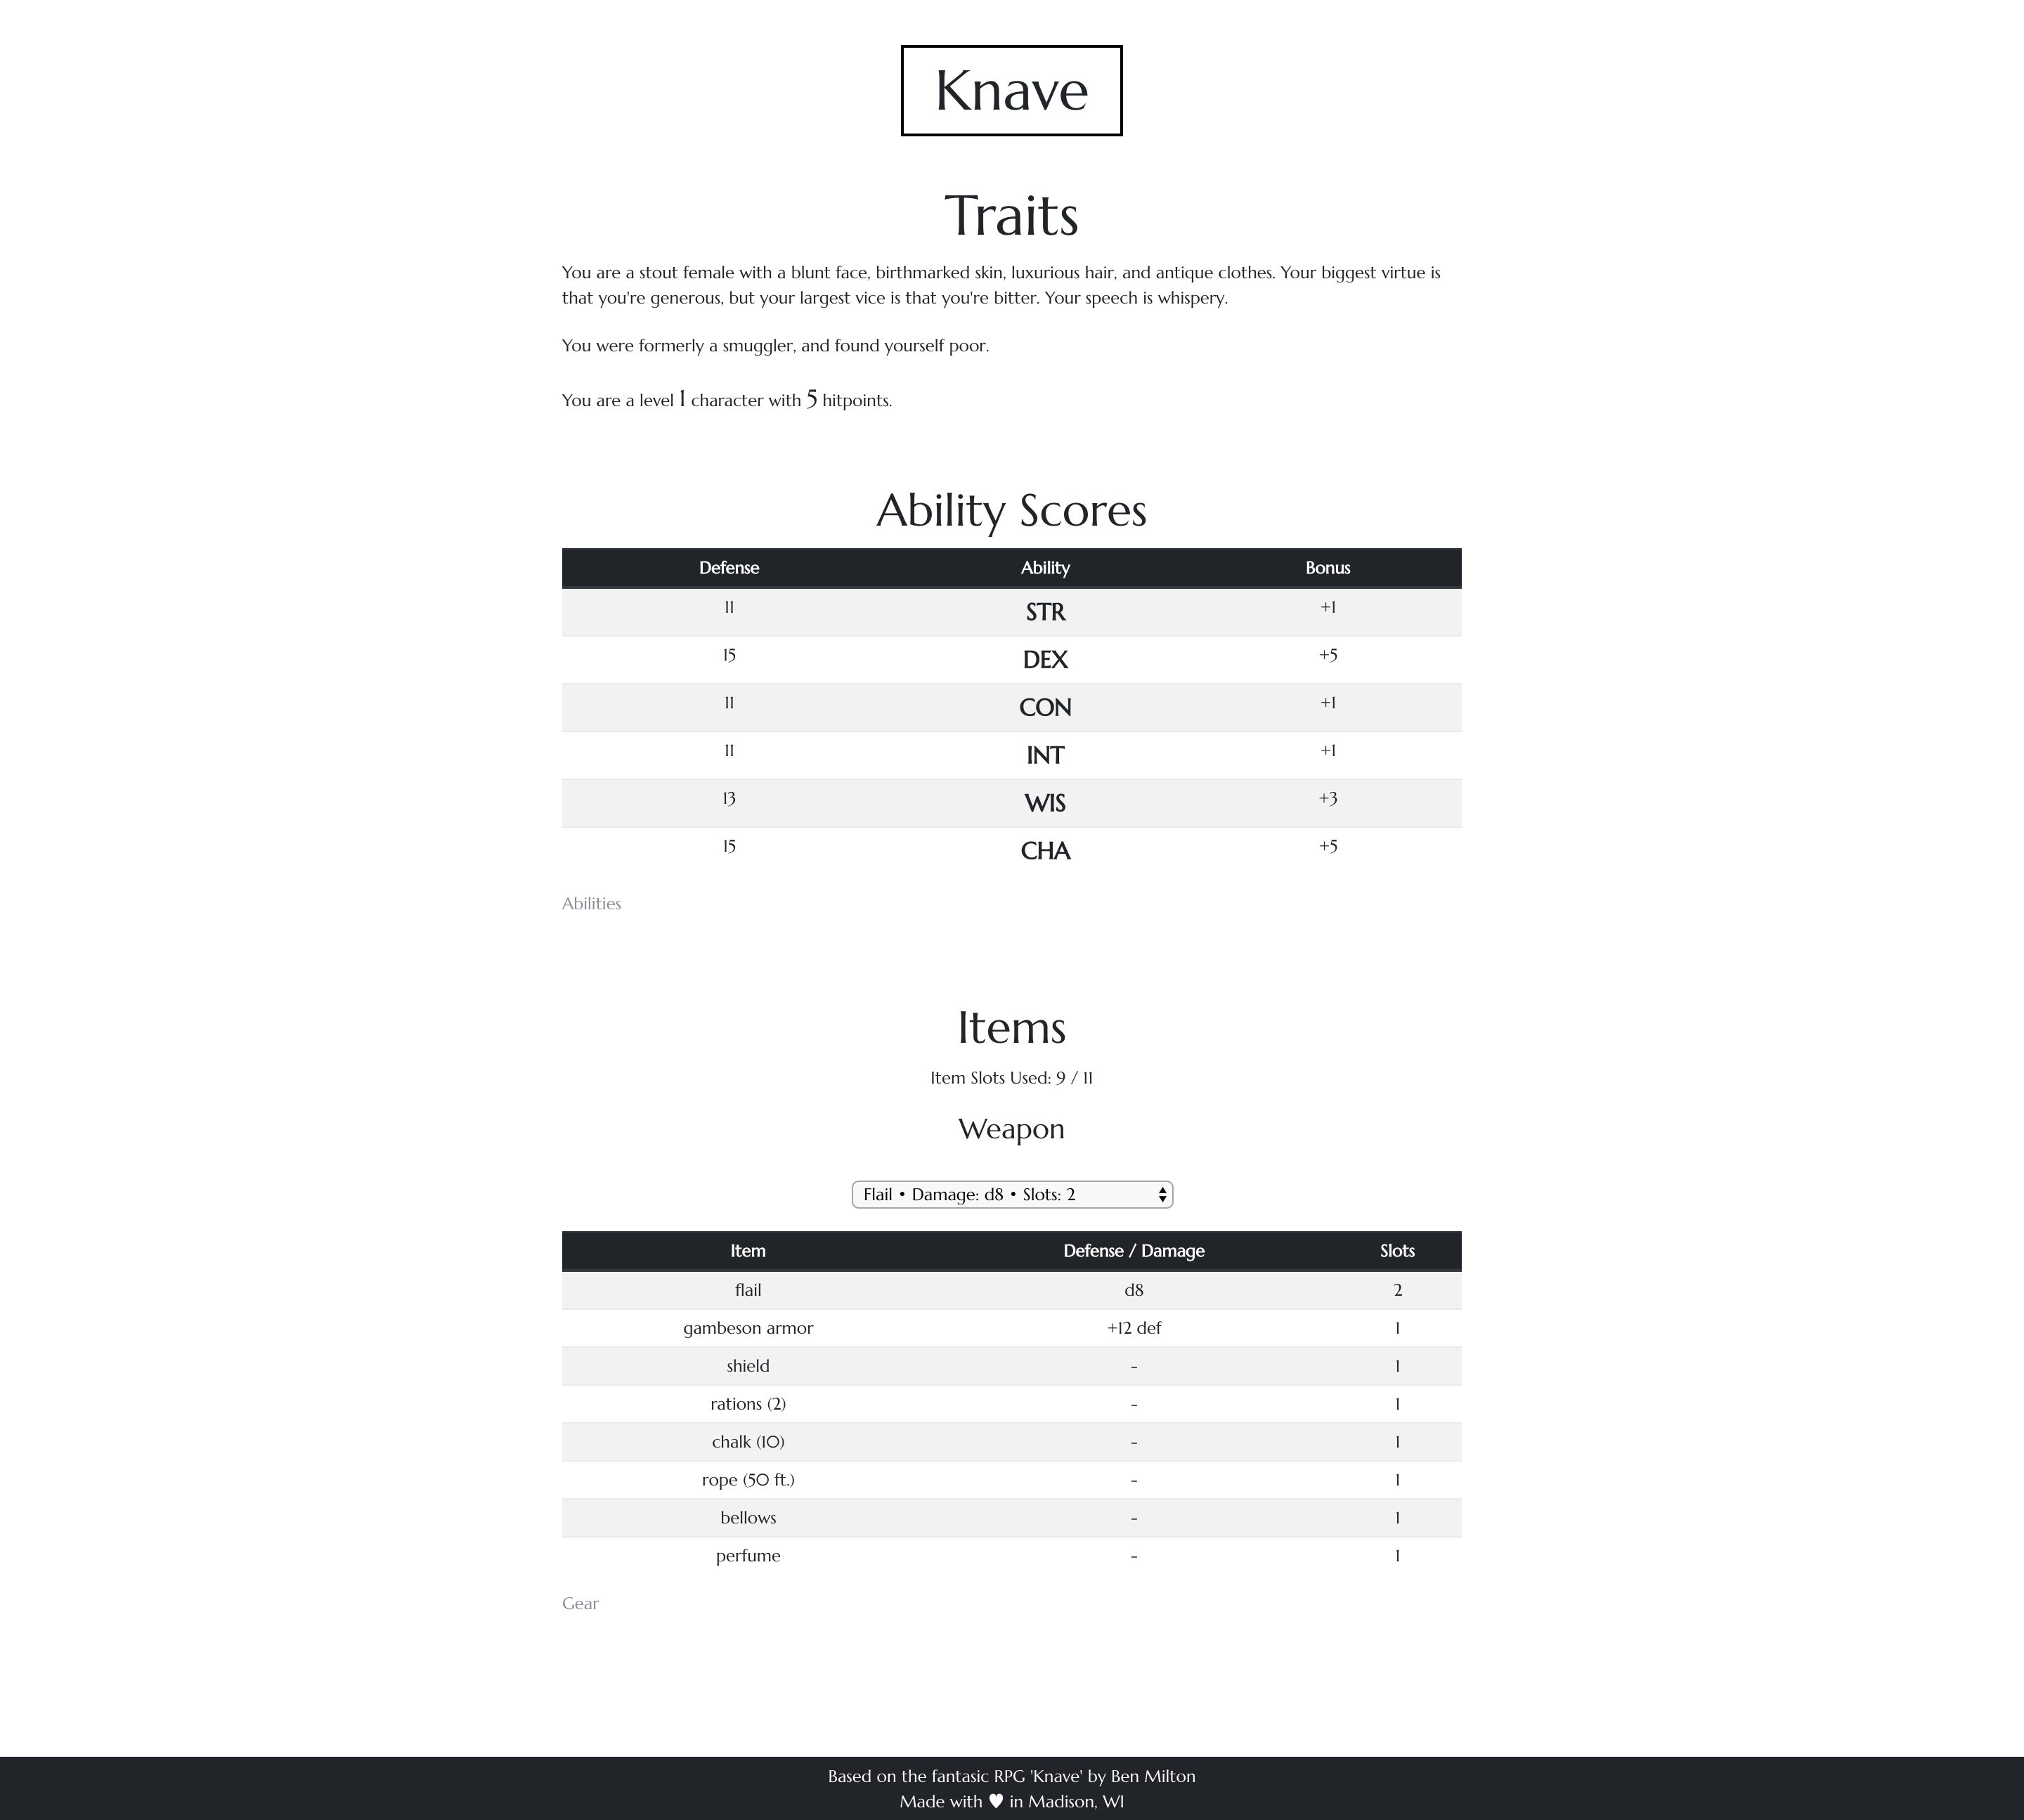 Knave
Traits
You are a stout female with a blunt face, birthmarked skin, luxurious hair, and antique clothes. Your biggest virtue is
that you're generous, but your largest vice is that you're bitter. Your speech is whispery.
You were formerly a smuggler, and found yourself poor.
You are a level 1 character with 5 hitpoints.
Ability Scores
Defense Ability Bonus
11 STR +1
15 DEX +5
11 CON +1
11 INT +1
13 WIS +3
15 CHA +5
Abilities
Items
Item Slots Used: 9 / 11
Weapon
Flail • Damage: d8 • Slots: 2
Item Defense / Damage Slots
flail d8 2
gambeson armor +12 def 1
shield - 1
rations (2) - 1
chalk (10) - 1
rope (50 ft.) - 1
bellows - 1
perfume - 1
Gear
Based on the fantasic RPG 'Knave' by Ben Milton
Made with ♥ in Madison, WI